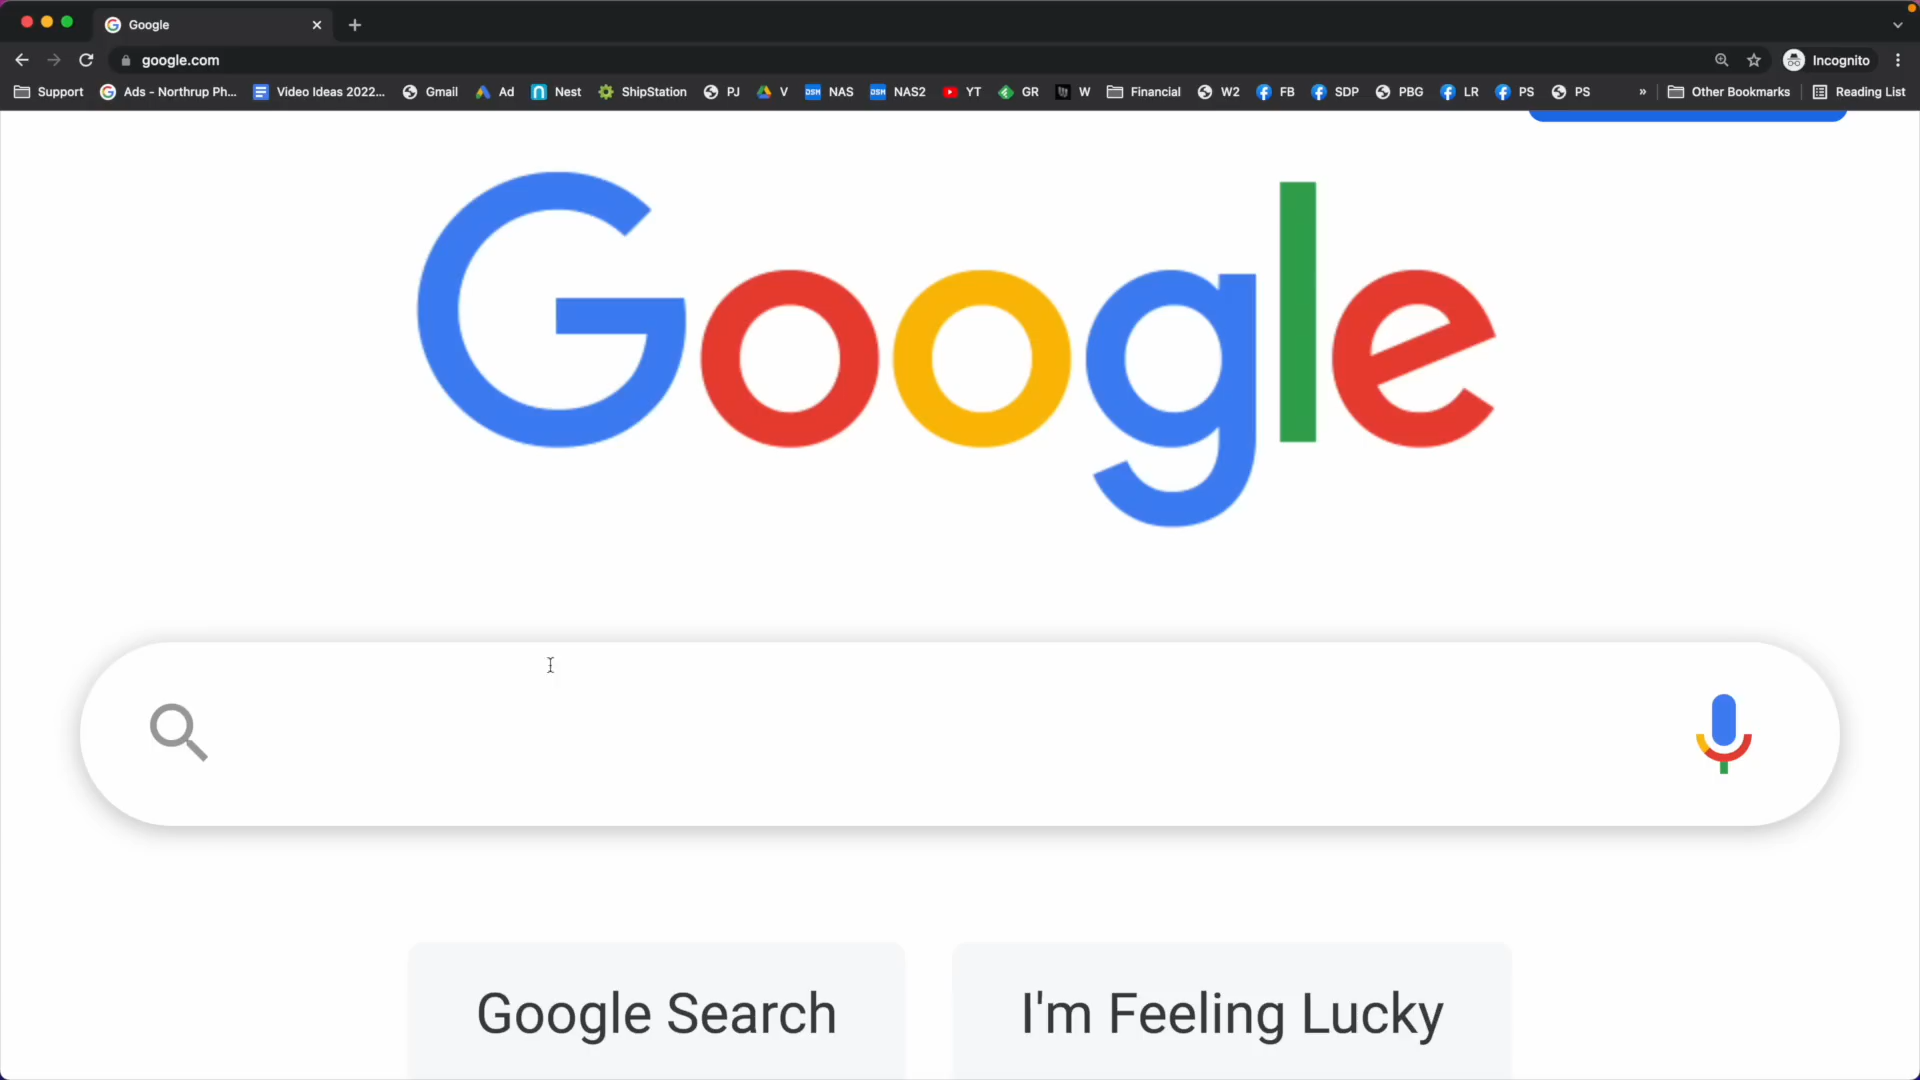 Google
google.com
Incognito
Support Ads - Northrup Ph... Video Ideas 2022... Gmail Ad Nest ShipStation PJ V NAS NAS2 YT GR W Financial W2 FB SDP PBG LR PS PS » Other Bookmarks Reading List
Google
Google Search I'm Feeling Lucky